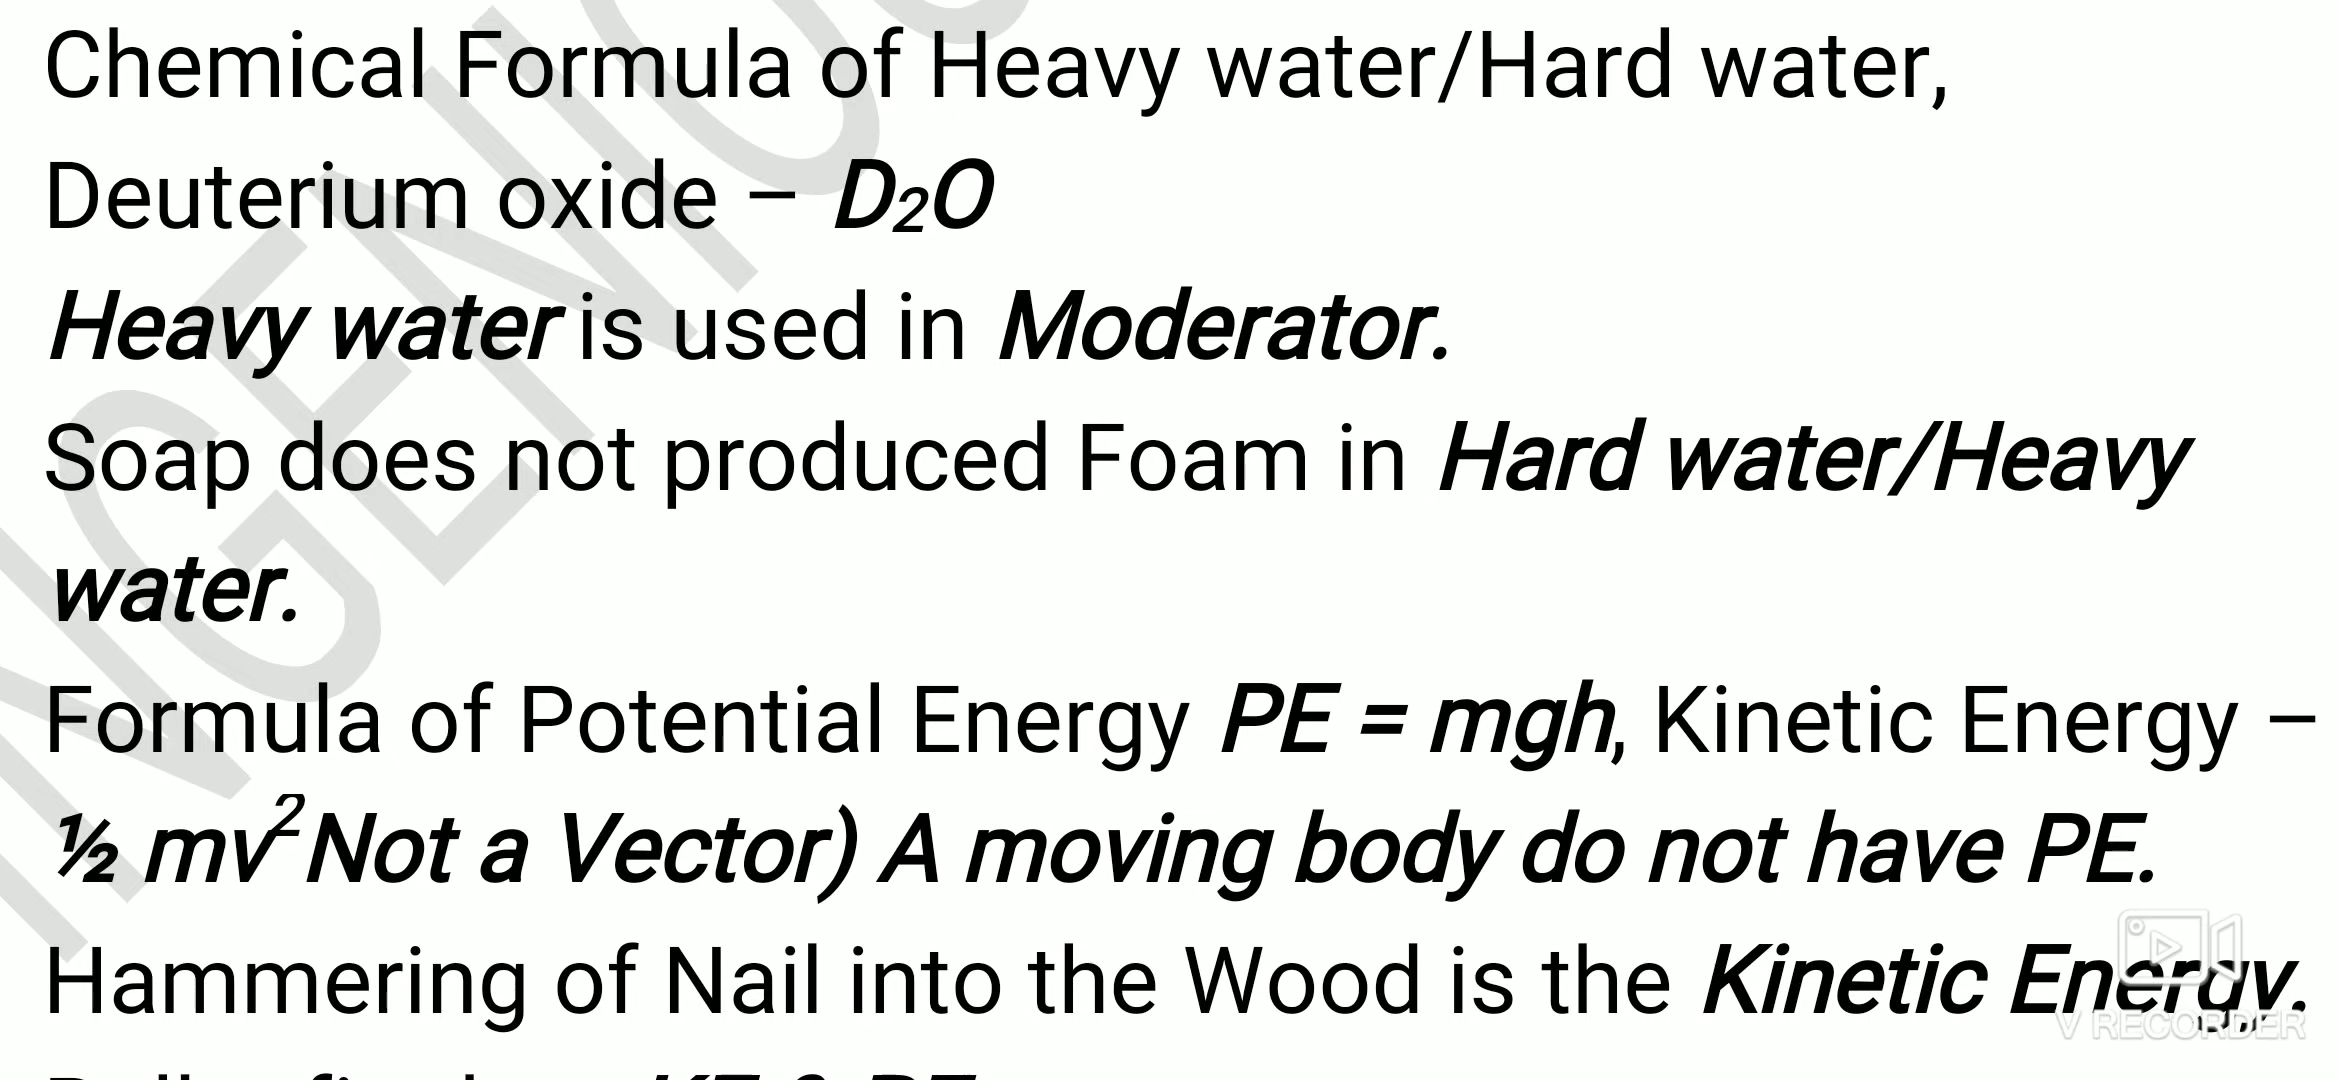 Chemical Formula of Heavy water/Hard water,
Deuterium oxide – D₂O
Heavy water is used in Moderator.
Soap does not produced Foam in Hard water/Heavy
water.
Formula of Potential Energy PE = mgh, Kinetic Energy –
½ mv² Not a Vector) A moving body do not have PE.
Hammering of Nail into the Wood is the Kinetic Energy.
V RECORDER